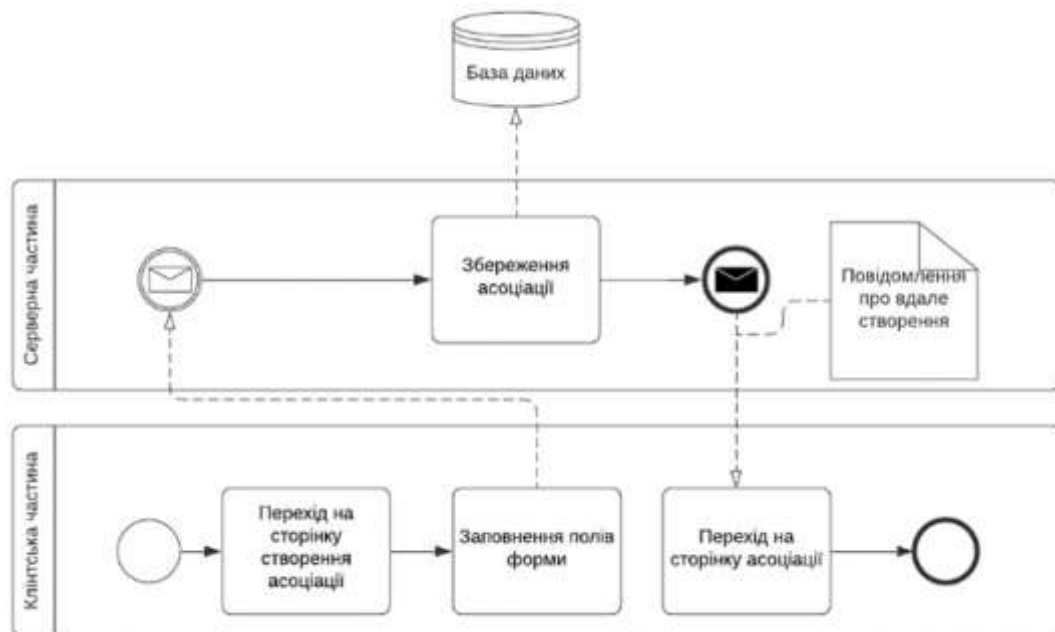 База даних
Серверна частина
Збереження
асоціації
Повідомлення
про вдале
створення
Клінтська частина
Перехід на
сторінку
створення
асоціації
Заповнення полів
форми
Перехід на
сторінку асоціації